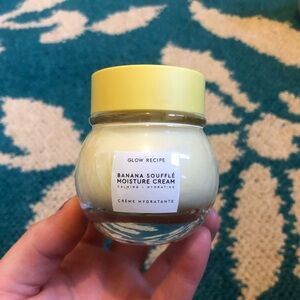 GLOW RECIPE
BANANA SOUFFLÉ
MOISTURE CREAM
CALMING + HYDRATING
CRÈME HYDRATANTE